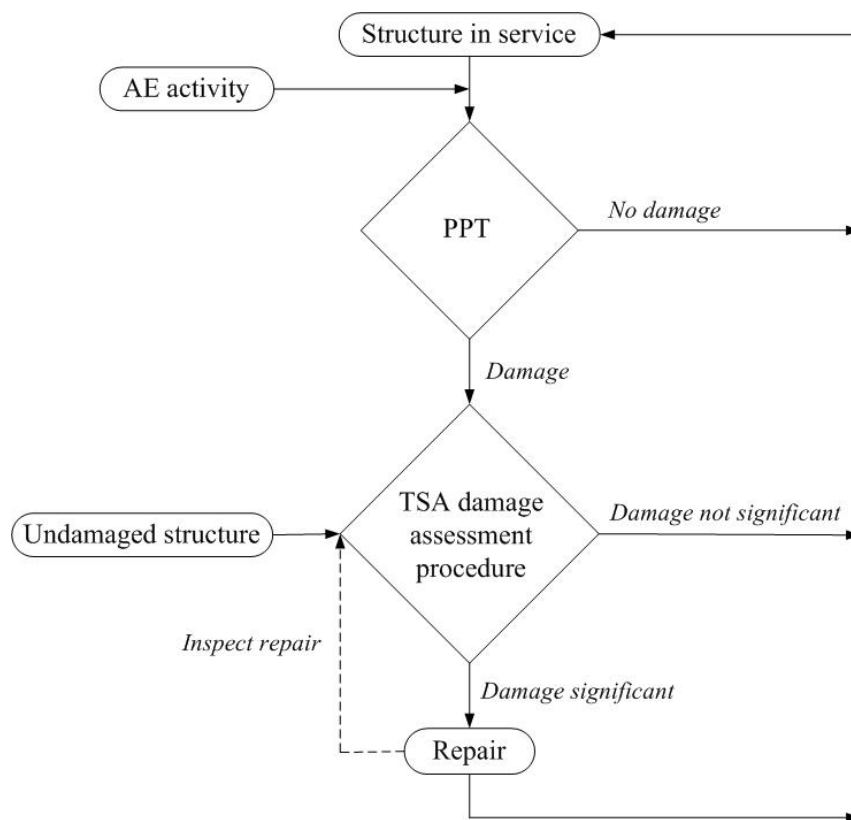 Structure in service
AE activity
PPT
No damage
Damage
TSA damage
assessment
procedure
Undamaged structure
Damage not significant
Inspect repair
Damage significant
Repair